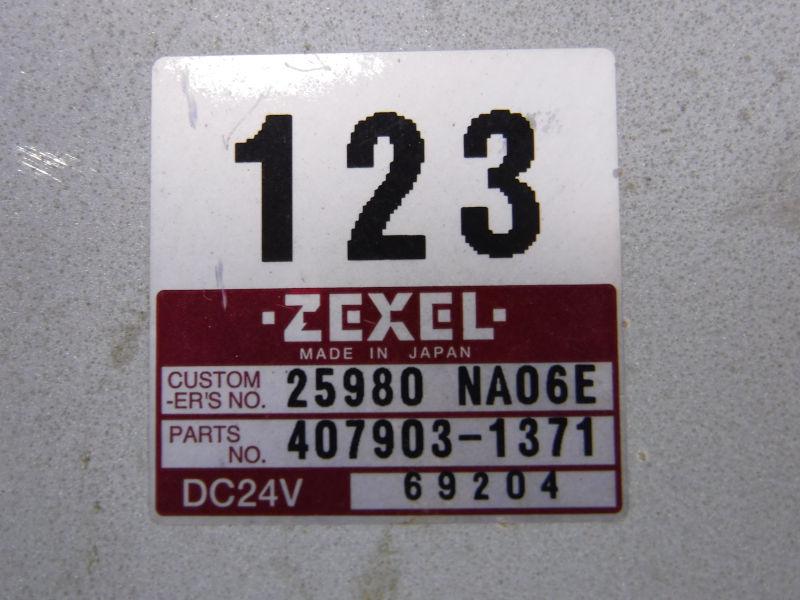 123
·ZEXEL·
MADE IN JAPAN
CUSTOM
-ER'S NO. 25980 NA06E
PARTS
NO. 407903-1371
DC24V 69204